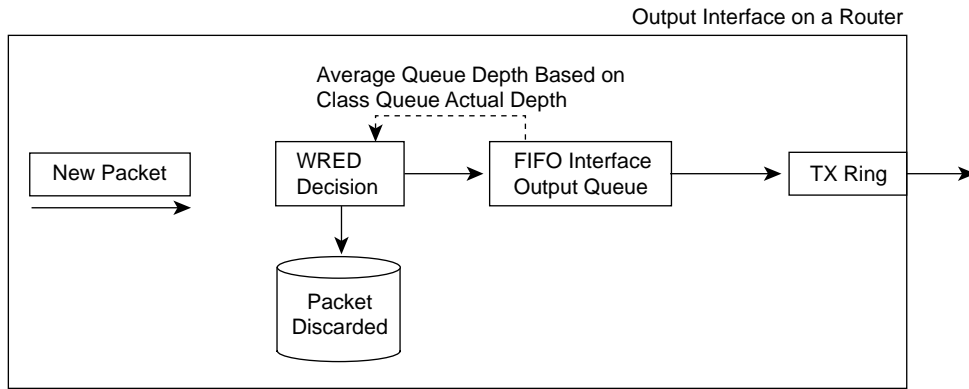 Output Interface on a Router
Average Queue Depth Based on
Class Queue Actual Depth
New Packet
WRED
Decision
FIFO Interface
Output Queue
TX Ring
Packet
Discarded